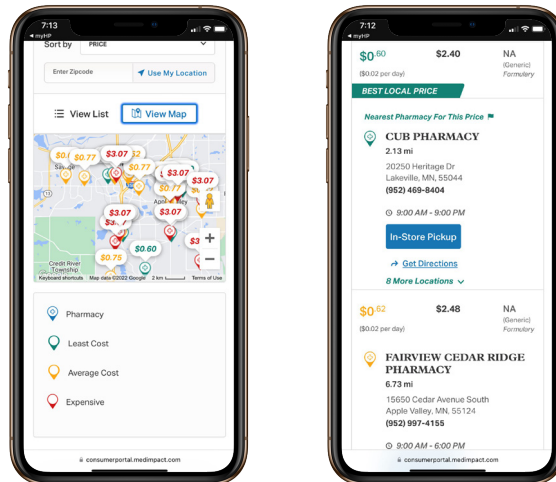 7:13
myHP
Sort by
PRICE
Enter Zipcode
Use My Location
View List
View Map
$3.07
$0.77
$0.77
$3.07
$3.07
$0.77
$3.07
$3.07
$3.07
$0.75
$0.60
Credit River
Township
Keyboard shortcuts
Map data ©2022 Google
2 km
Terms of Use
Pharmacy
Least Cost
Average Cost
Expensive
consumerportal.medimpact.com
7:12
myHP
$0.60
$2.40
NA
($0.02 per day)
(Generic)
Formulery
BEST LOCAL PRICE
Nearest Pharmacy For This Price
CUB PHARMACY
2.13 mi
20250 Heritage Dr
Lakeville, MN, 55044
(952) 469-8404
9:00 AM - 9:00 PM
In-Store Pickup
Get Directions
8 More Locations
$0.62
$2.48
NA
($0.02 per day)
(Generic)
Formulary
FAIRVIEW CEDAR RIDGE
PHARMACY
6.73 mi
15650 Cedar Avenue South
Apple Valley, MN, 55124
(952) 997-4155
9:00 AM - 6:00 PM
consumerportal.medimpact.com